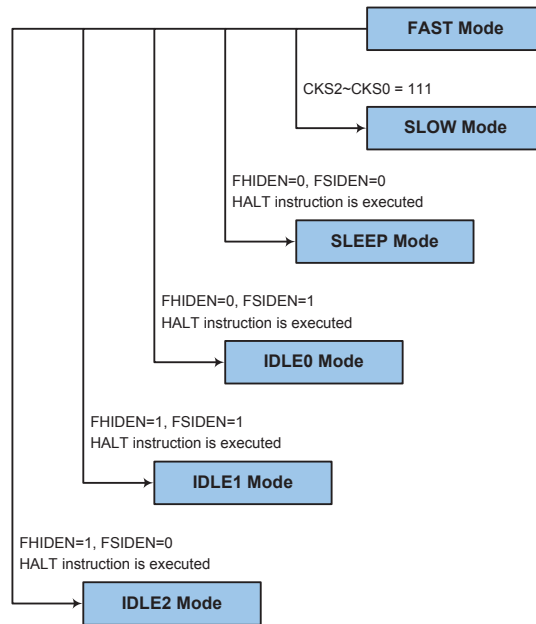 FAST Mode
CKS2~CKS0 = 111
SLOW Mode
FHIDEN=0, FSIDEN=0
HALT instruction is executed
SLEEP Mode
FHIDEN=0, FSIDEN=1
HALT instruction is executed
IDLE0 Mode
FHIDEN=1, FSIDEN=1
HALT instruction is executed
IDLE1 Mode
FHIDEN=1, FSIDEN=0
HALT instruction is executed
IDLE2 Mode